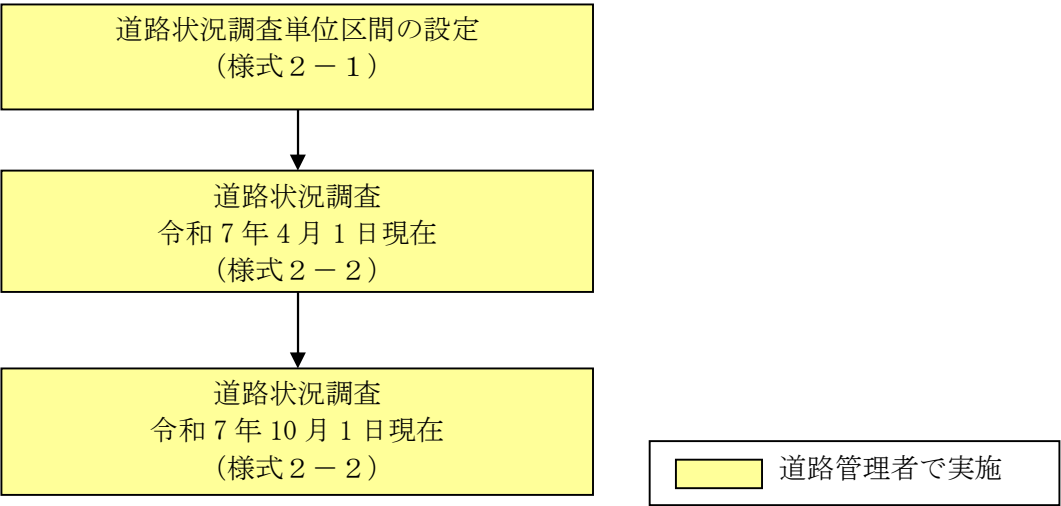 道路状況調査単位区間の設定
（様式２－１）
道路状況調査
令和 7 年 4 月 1 日現在
（様式２－２）
道路状況調査
令和 7 年 10 月 1 日現在
（様式２－２）
道路管理者で実施